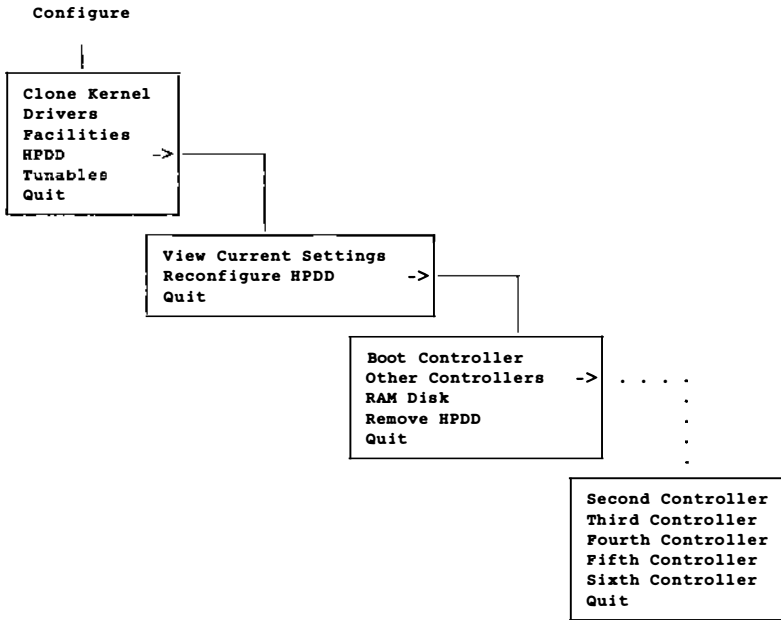 Configure
Clone Kernel
Drivers
Facilities
HPDD ->
Tunables
Quit
View Current Settings
Reconfigure HPDD ->
Quit
Boot Controller
Other Controllers -> . . . .
RAM Disk
Remove HPDD
Quit
Second Controller
Third Controller
Fourth Controller
Fifth Controller
Sixth Controller
Quit